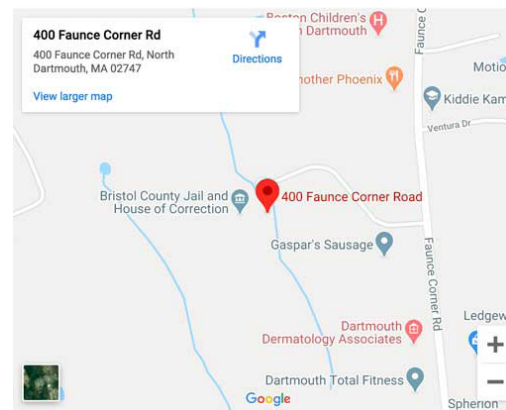 400 Faunce Corner Rd
400 Faunce Corner Rd, North
Dartmouth, MA 02747
Directions
View larger map
Boston Children's
Dartmouth
nother Phoenix
Faunce C
Motio
Kiddie Kam
Ventura Dr
Bristol County Jail and
House of Correction
400 Faunce Corner Road
Gaspar's Sausage
Faunce Corner Rd
Dartmouth
Dermatology Associates
Ledgew
Dartmouth Total Fitness
Spherion
Google